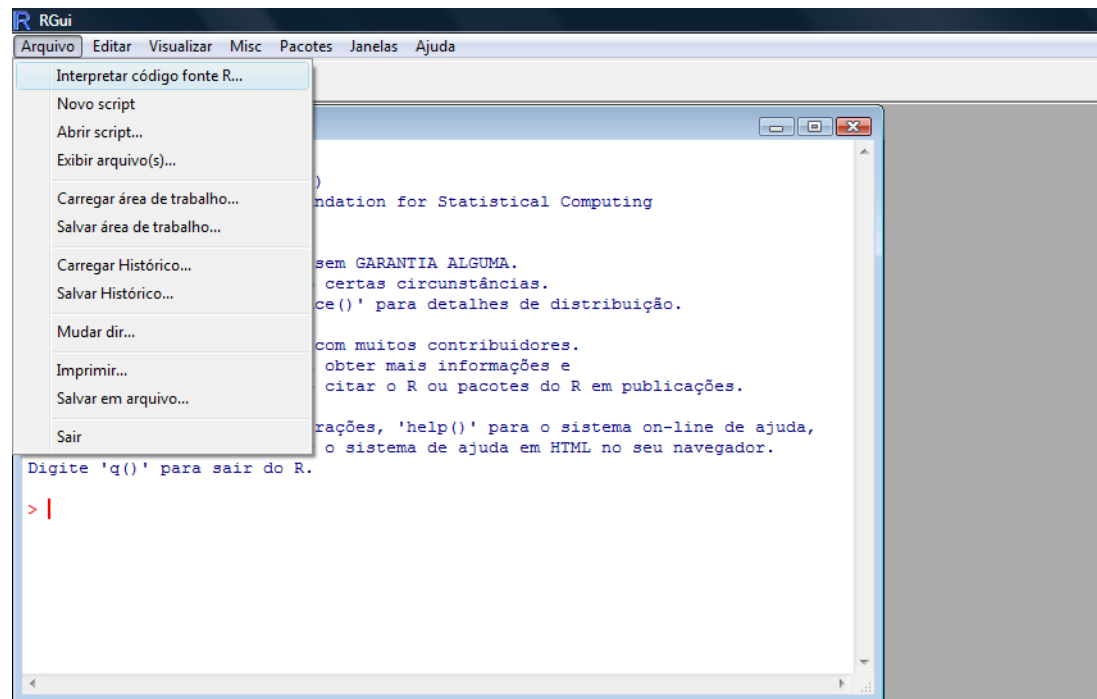 RGui
Arquivo Editar Visualizar Misc Pacotes Janelas Ajuda
Interpretar código fonte R...
Novo script
Abrir script...
Exibir arquivo(s)...
Carregar área de trabalho...
Salvar área de trabalho...
Carregar Histórico...
Salvar Histórico...
Mudar dir...
Imprimir...
Salvar em arquivo...
Sair
)
ndation for Statistical Computing
sem GARANTIA ALGUMA.
certas circunstâncias.
ce()' para detalhes de distribuição.
com muitos contribuidores.
obter mais informações e
citar o R ou pacotes do R em publicações.
rações, 'help()' para o sistema on-line de ajuda,
o sistema de ajuda em HTML no seu navegador.
Digite 'q()' para sair do R.
>